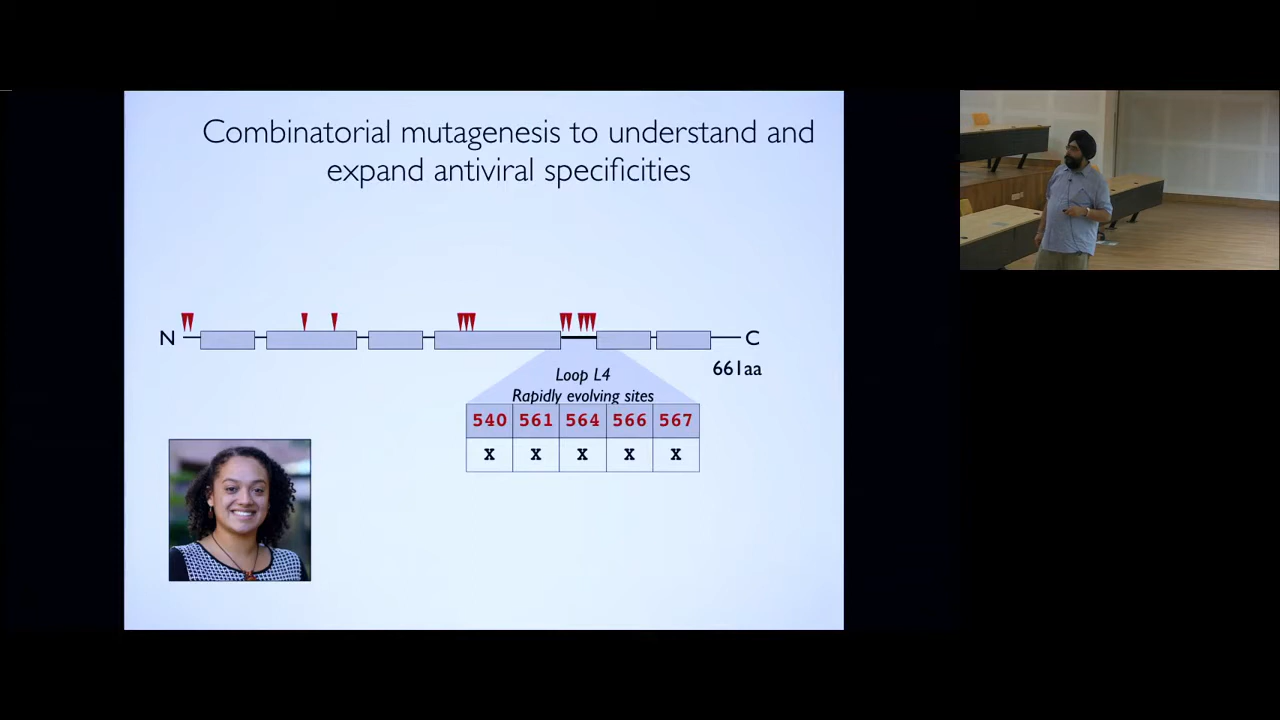 Combinatorial mutagenesis to understand and
expand antiviral specificities
N
C
661aa
Loop L4
Rapidly evolving sites
540 561 564 566 567
x x x x x